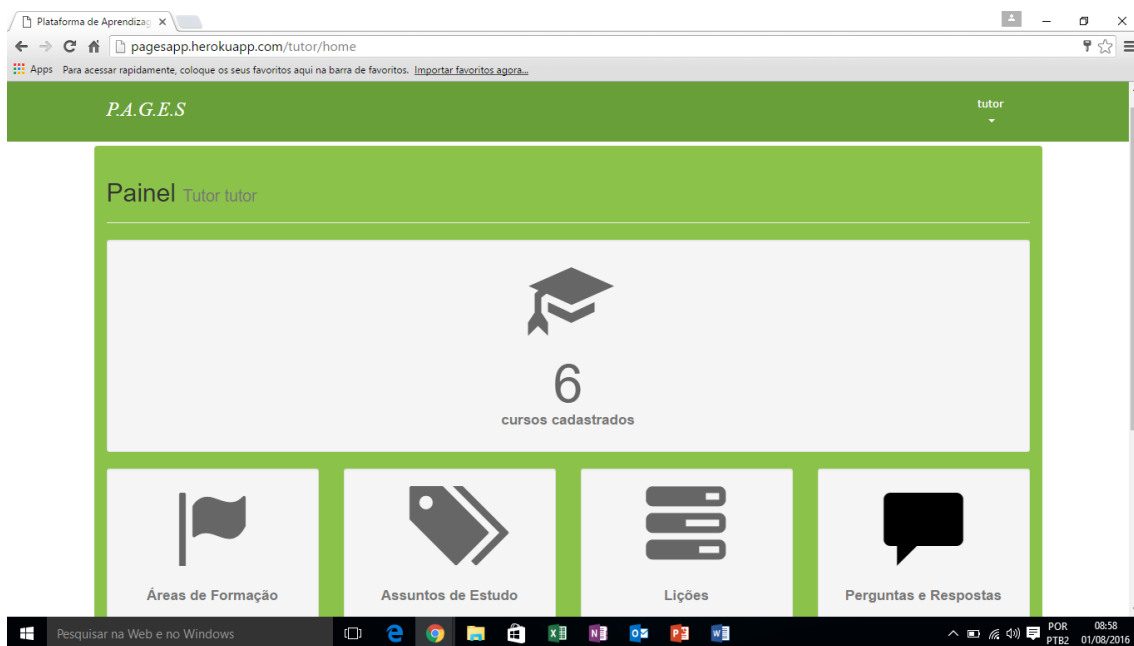 Plataforma de Aprendizag
pagesapp.herokuapp.com/tutor/home
Apps Para acessar rapidamente, coloque os seus favoritos aqui na barra de favoritos. Importar favoritos agora...
P.A.G.E.S
tutor
Painel Tutor tutor
6
cursos cadastrados
Áreas de Formação
Assuntos de Estudo
Lições
Perguntas e Respostas
Pesquisar na Web e no Windows
POR
PTB2
08:58
01/08/2016